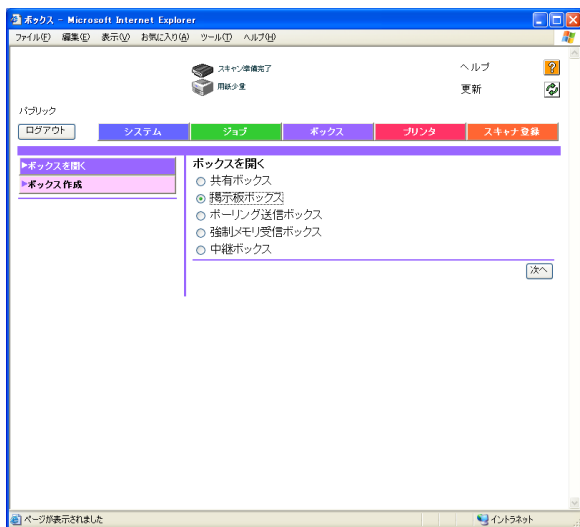 ボックス - Microsoft Internet Explorer
ファイル(F) 編集(E) 表示(V) お気に入り(A) ツール(T) ヘルプ(H)
スキャン準備完了
ヘルプ
?
用紙少量
更新
パブリック
ログアウト
システム
ジョブ
ボックス
プリンタ
スキャナ登録
▶ボックスを開く
▶ボックス作成
ボックスを開く
共有ボックス
掲示板ボックス
ポーリング送信ボックス
強制メモリ受信ボックス
中継ボックス
次へ
ページが表示されました
イントラネット